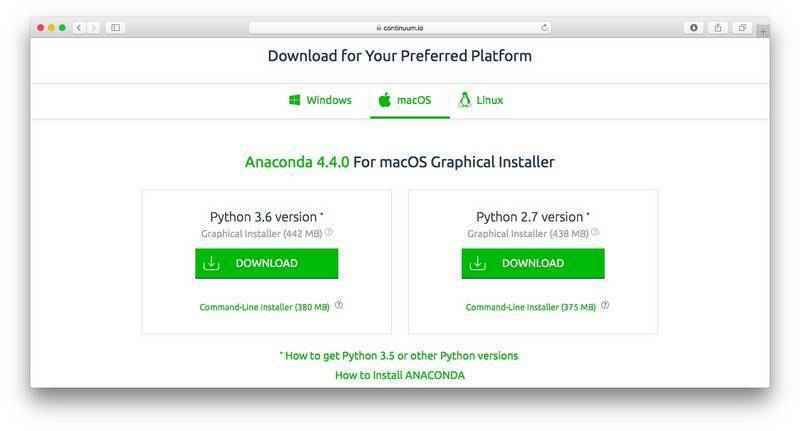 continuum.io
Download for Your Preferred Platform
Windows
macOS
Linux
Anaconda 4.4.0 For macOS Graphical Installer
Python 3.6 version *
Graphical Installer (442 MB) ?
DOWNLOAD
Command-Line Installer (380 MB) ?
Python 2.7 version *
Graphical Installer (438 MB) ?
DOWNLOAD
Command-Line Installer (375 MB) ?
* How to get Python 3.5 or other Python versions
How to Install ANACONDA